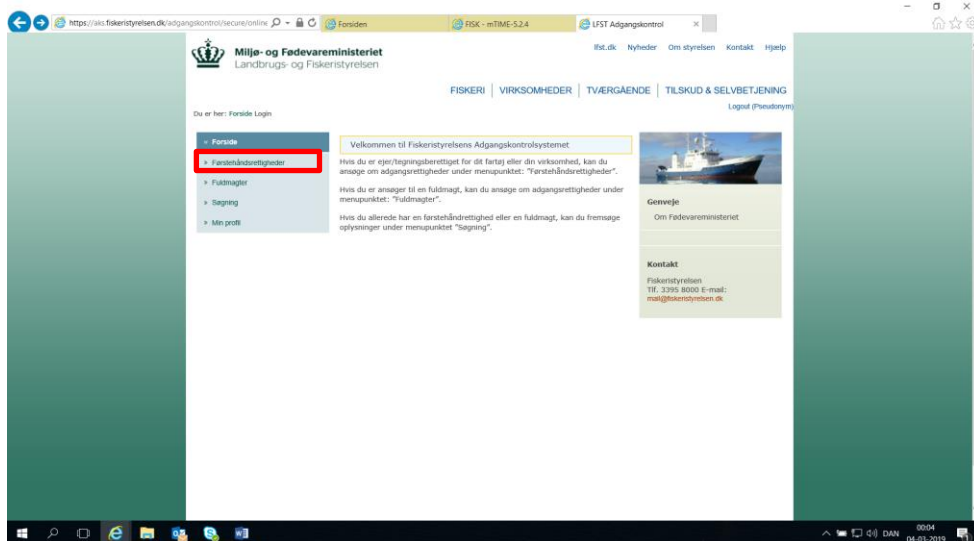 https://aks.fiskeristyrelsen.dk/adgangskontrol/secure/online
Forsiden
FISK - mTIME-5.2.4
LFST Adgangskontrol
Miljø- og Fødevareministeriet
Landbrugs- og Fiskeristyrelsen
lfst.dk Nyheder Om styrelsen Kontakt Hjælp
FISKERI VIRKSOMHEDER TVÆRGÅENDE TILSKUD & SELVBETJENING
Logout (Pseudonym)
Du er her: Forside Login
Forside
Førstehåndsrettigheder
Fuldmagter
Søgning
Min profil
Velkommen til Fiskeristyrelsens Adgangskontrolsystemet
Hvis du er ejer/tegningsberettiget for dit fartøj eller din virksomhed, kan du
ansøge om adgangsrettigheder under menupunktet: "Førstehåndsrettigheder".
Hvis du er ansøger til en fuldmagt, kan du ansøge om adgangsrettigheder under
menupunktet: "Fuldmagter".
Hvis du allerede har en førstehåndrettighed eller en fuldmagt, kan du fremsøge
oplysninger under menupunktet "Søgning".
Genveje
Om Fødevareministeriet
Kontakt
Fiskeristyrelsen
Tlf. 3395 8000 E-mail:
mail@fiskeristyrelsen.dk
DAN
00:04
04-03-2019